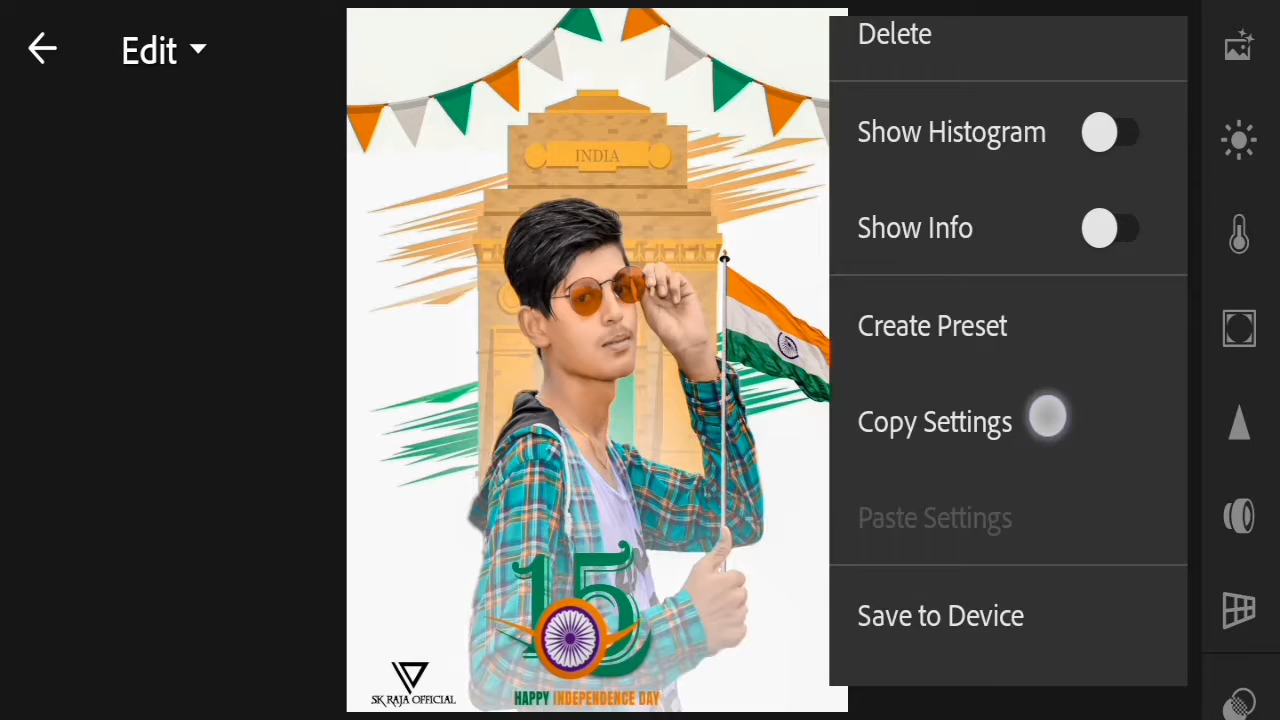 Edit
Delete
Show Histogram
Show Info
Create Preset
Copy Settings
Paste Settings
Save to Device
INDIA
15
SK RAJA OFFICIAL
HAPPY INDEPENDENCE DAY